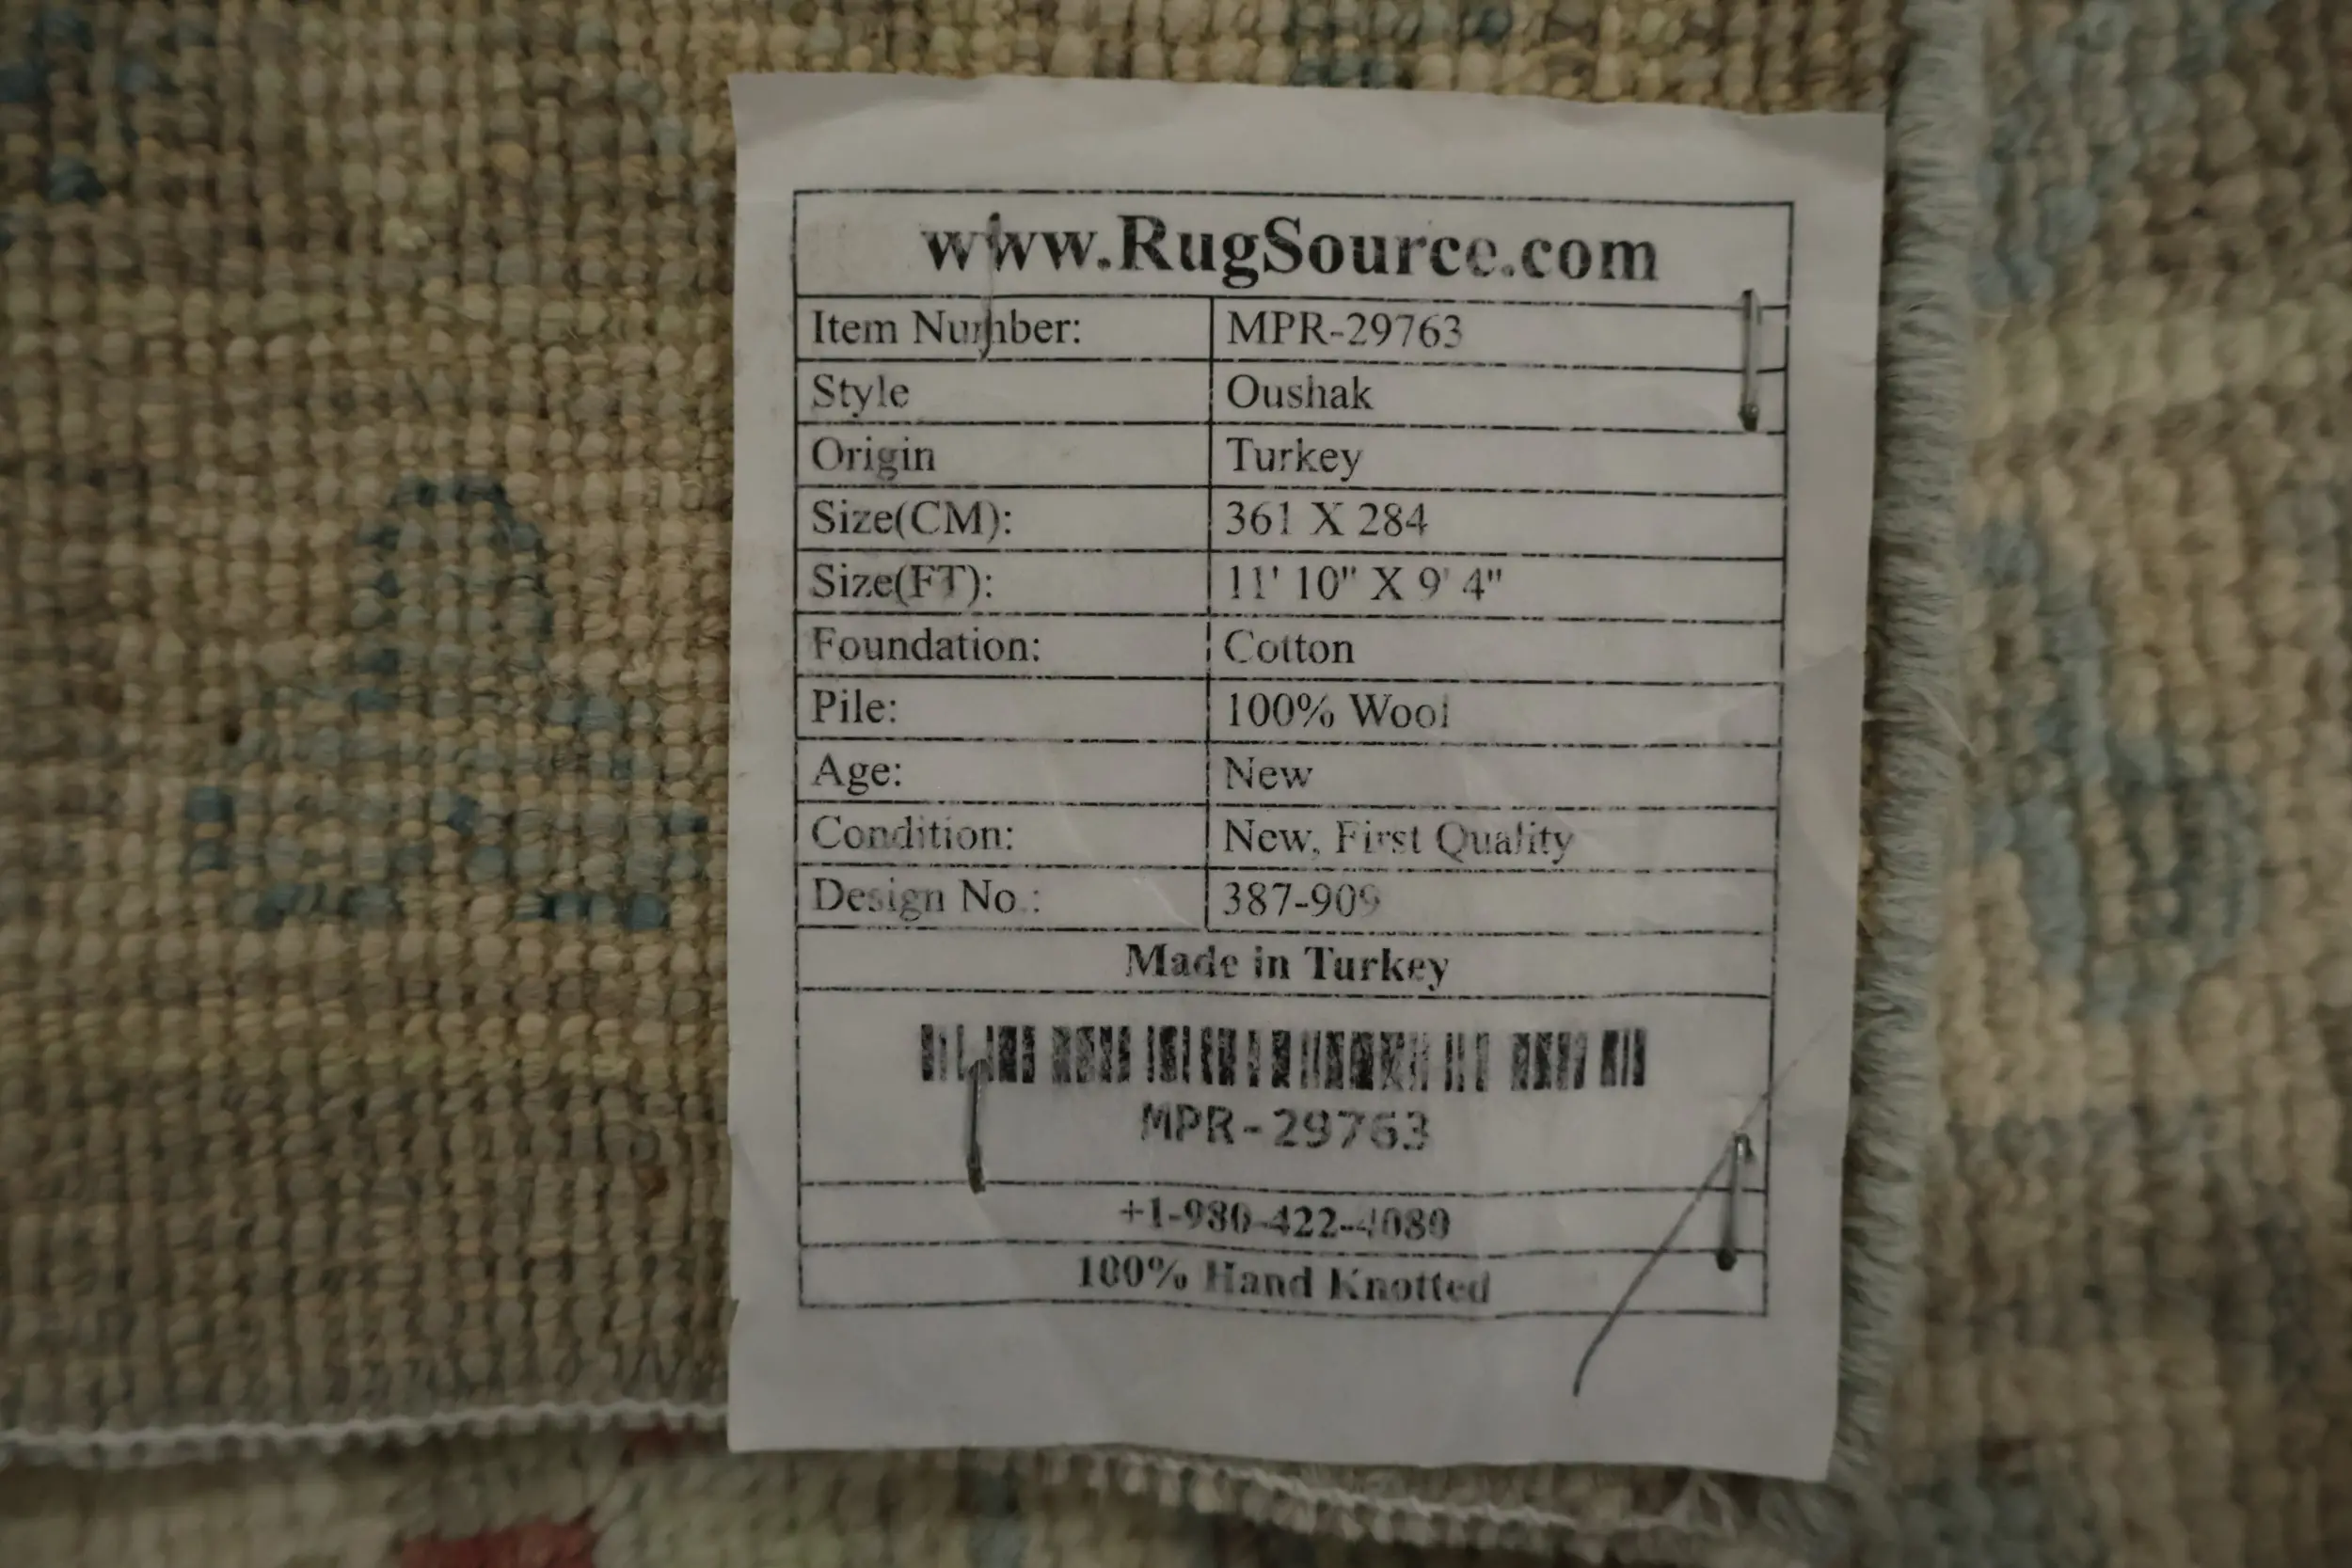 www.RugSource.com
Item Number: MPR-29763
Style Oushak
Origin Turkey
Size(CM): 361 X 284
Size(FT): 11' 10" X 9' 4"
Foundation: Cotton
Pile: 100% Wool
Age: New
Condition: New, First Quality
Design No.: 387-909
Made in Turkey
MPR-29763
+1-980-422-4080
100% Hand Knotted